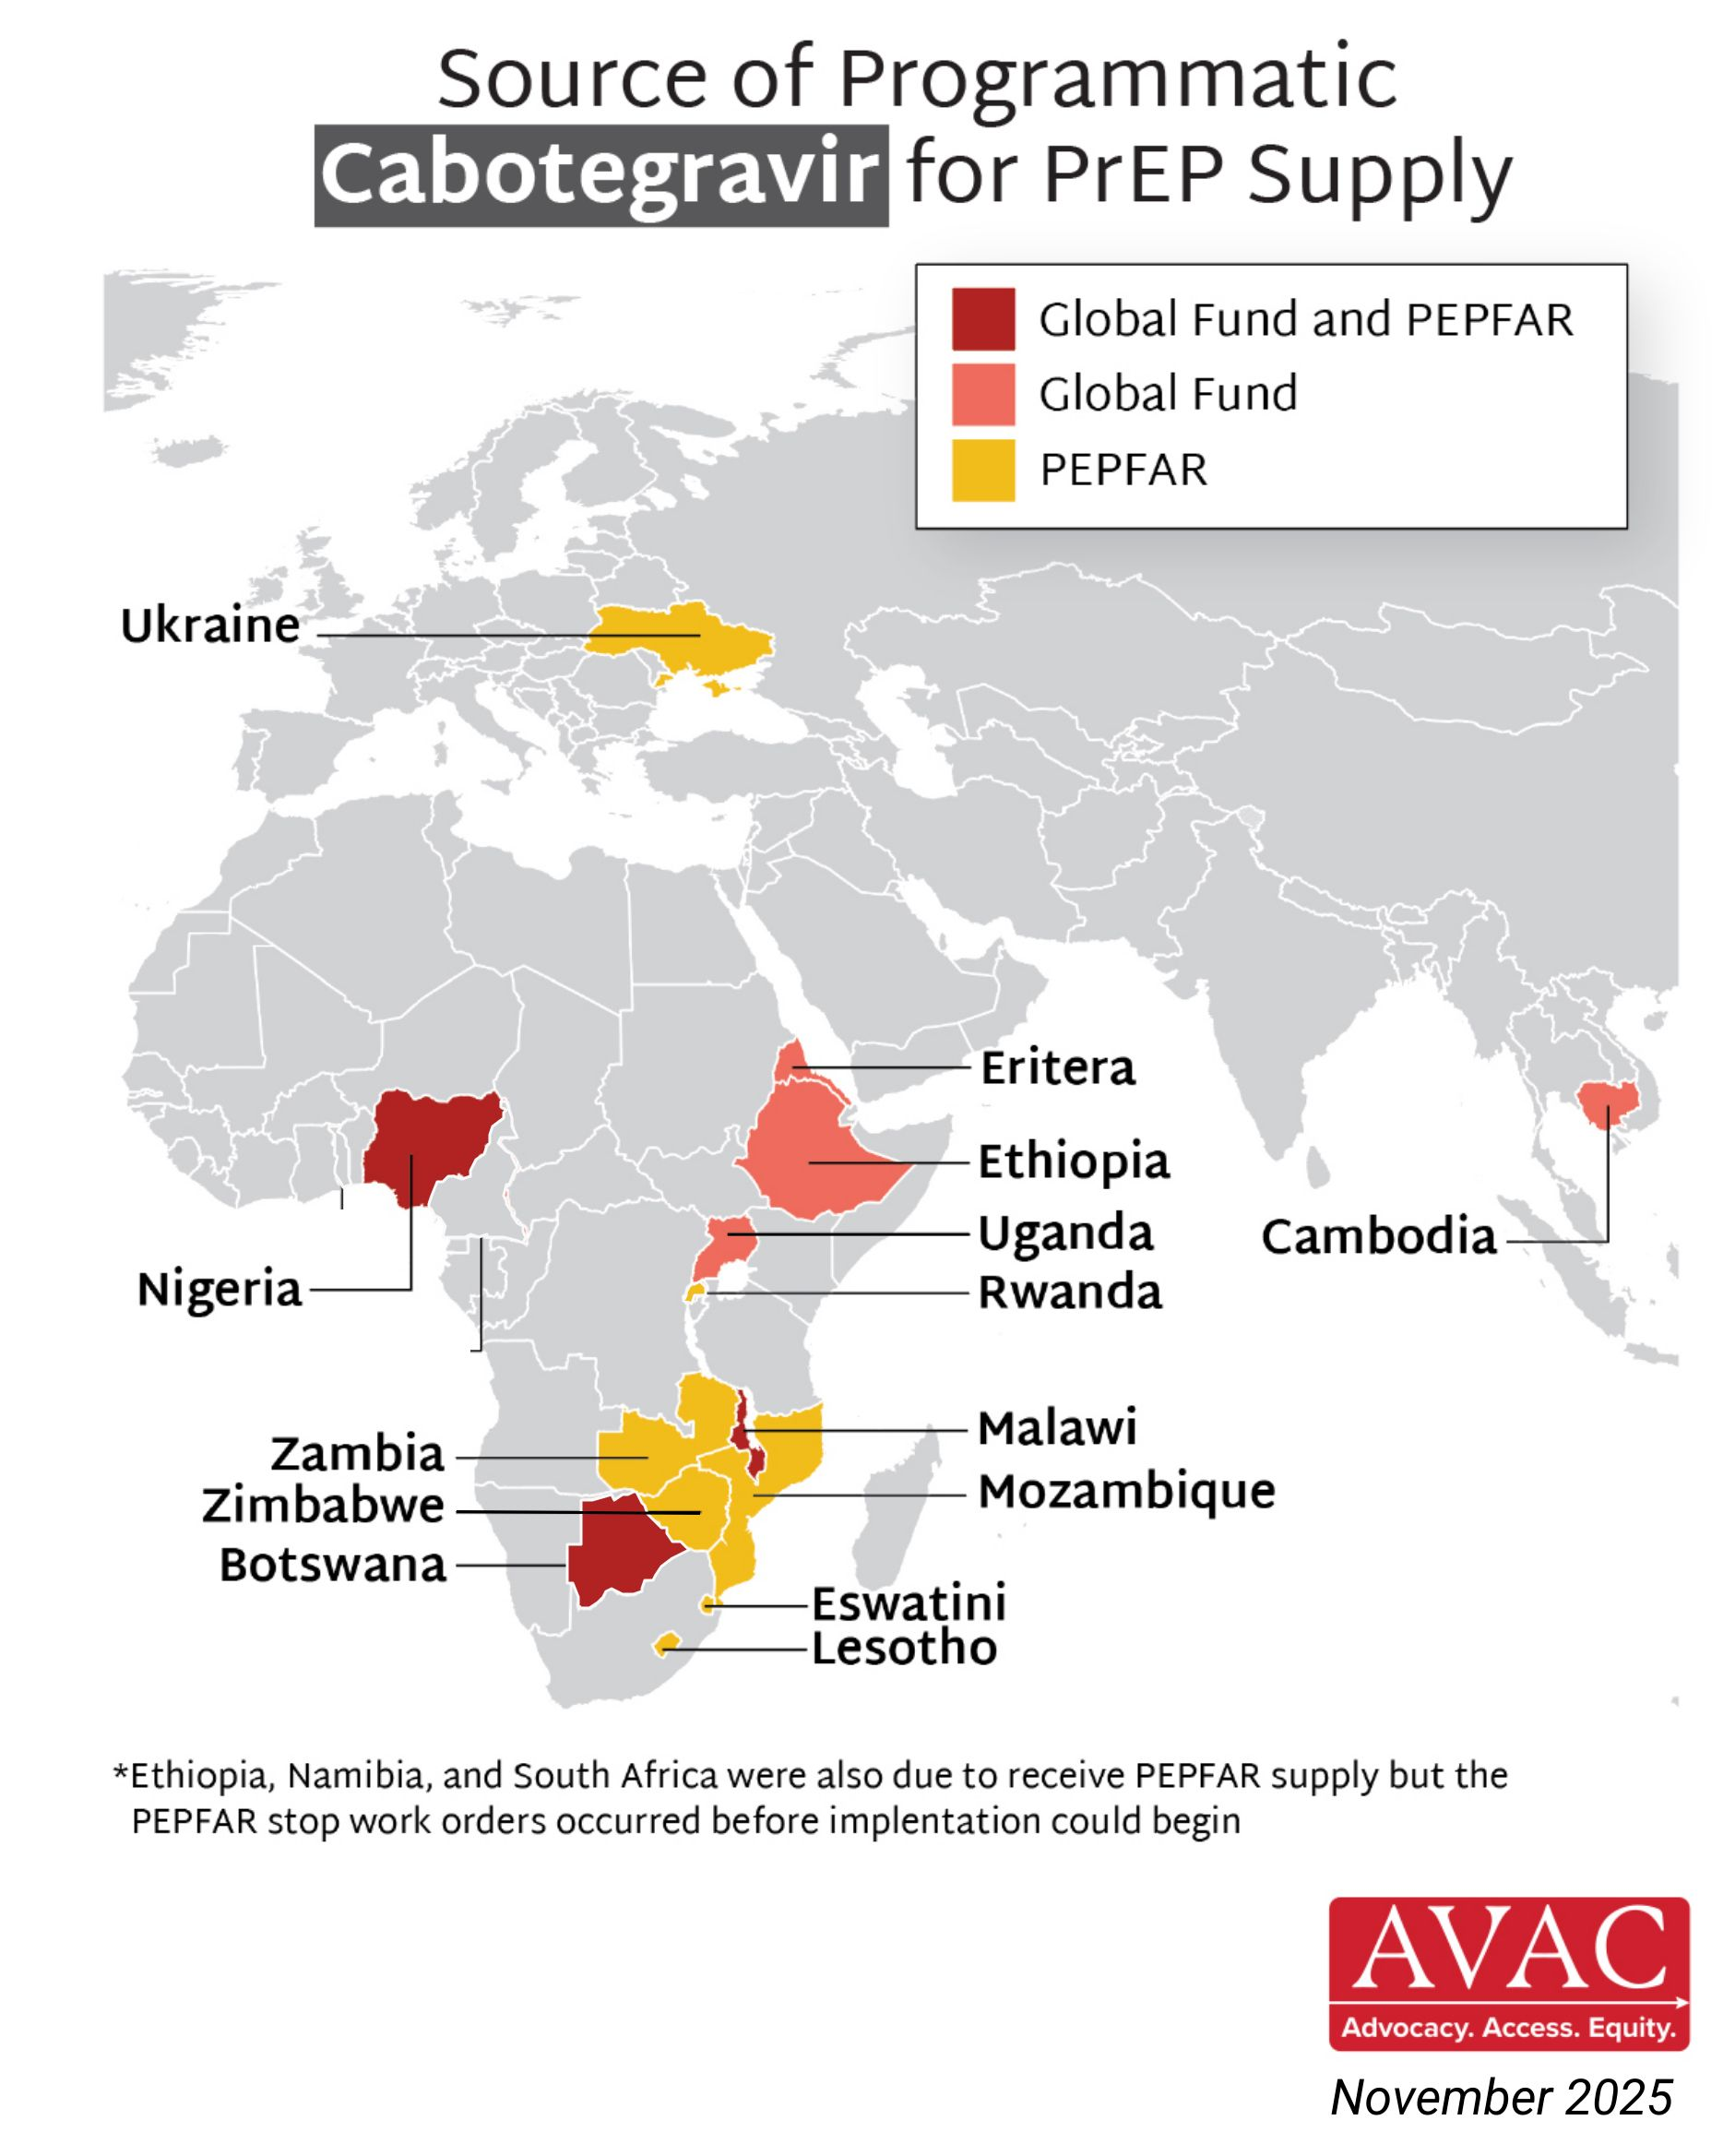 Source of Programmatic
Cabotegravir for PrEP Supply
Global Fund and PEPFAR
Global Fund
PEPFAR
Ukraine
Eritera
Ethiopia
Uganda
Cambodia
Nigeria
Rwanda
Malawi
Zambia
Mozambique
Zimbabwe
Botswana
Eswatini
Lesotho
*Ethiopia, Namibia, and South Africa were also due to receive PEPFAR supply but the
PEPFAR stop work orders occurred before implentation could begin
AVAC
Advocacy. Access. Equity.
November 2025